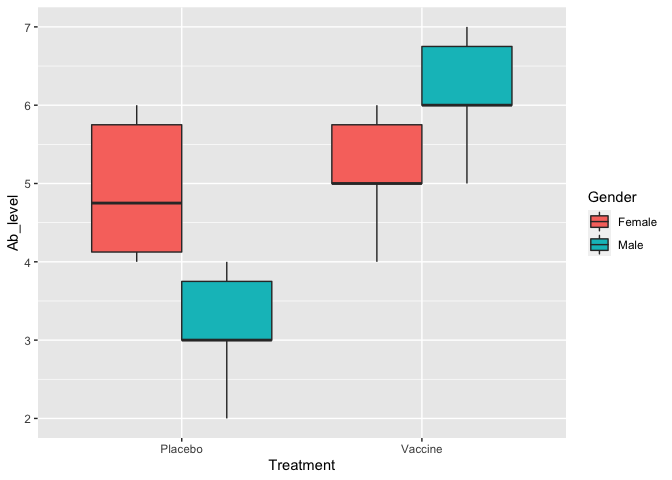 7
6
5
4
3
2
Ab_level
Placebo
Vaccine
Treatment
Gender
Female
Male